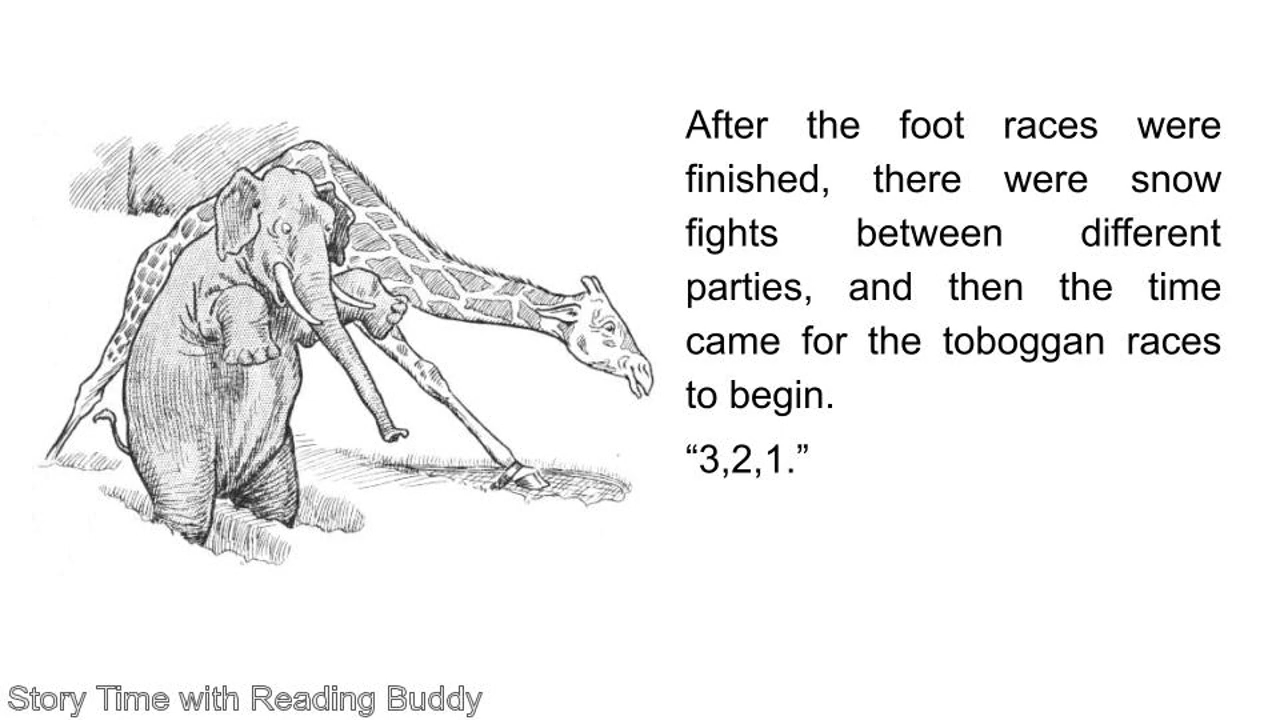 After the foot races were
finished, there were snow
fights between different
parties, and then the time
came for the toboggan races
to begin.
“3,2,1.”
Story Time with Reading Buddy